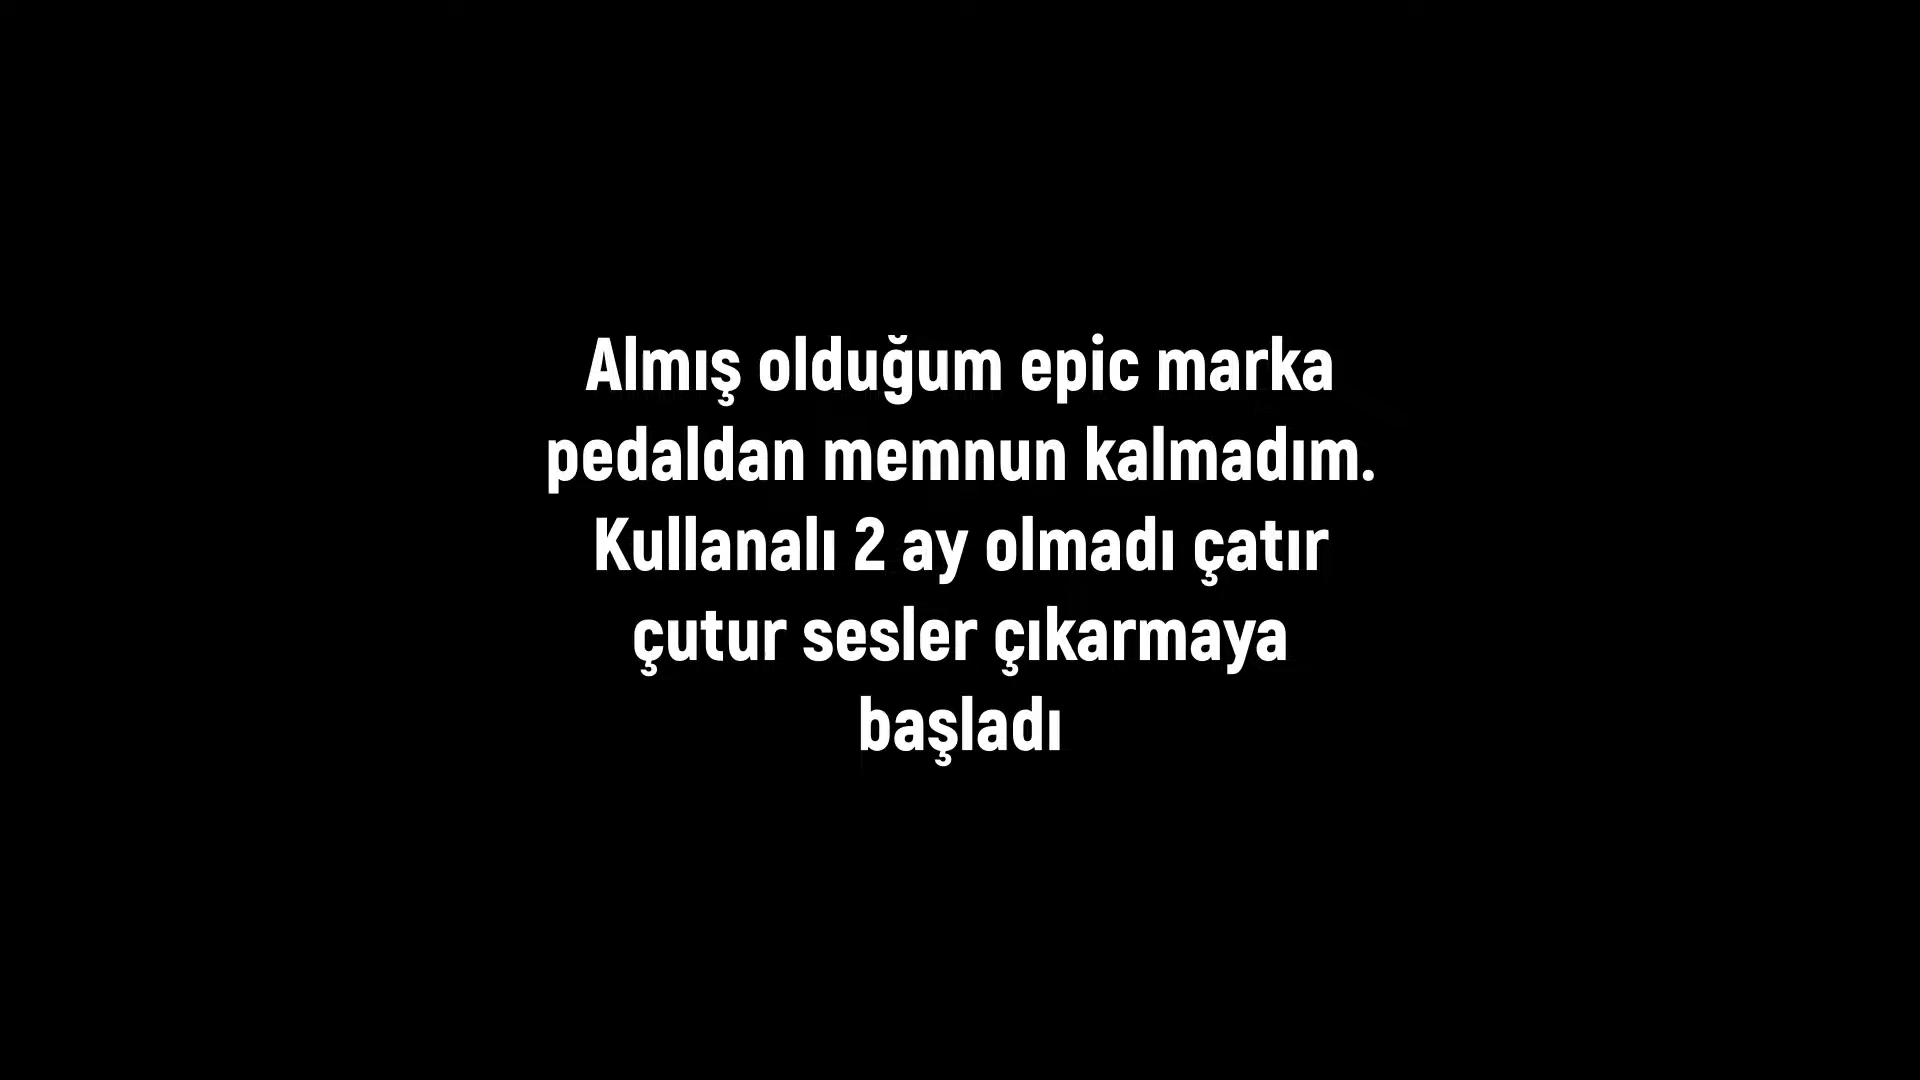 Almış olduğum epic marka
pedaldan memnun kalmadım.
Kullanalı 2 ay olmadı çatır
çutur sesler çıkarmaya
başladı